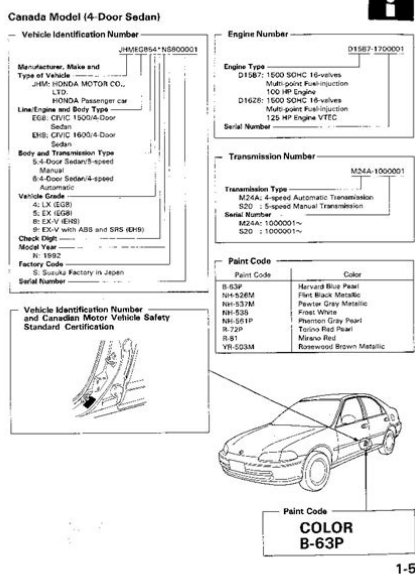 Canada Model (4-Door Sedan)
Vehicle Identification Number
JHMEG854*NS800001
Manufacturer, Make and
Type of Vehicle
JHM: HONDA MOTOR CO.,
LTD.
HONDA Passenger car
Line/Engine and Body Type
EG8: CIVIC 1500/4-Door
Sedan
EH9: CIVIC 1600/4-Door
Sedan
Body and Transmission Type
5: 4-Door Sedan/5-speed
Manual
6: 4-Door Sedan/4-speed
Automatic
Vehicle Grade
4: LX (EG8)
5: EX (EG8)
8: EX-V (EH9)
9: EX-V with ABS and SRS (EH9)
Check Digit
Model Year
N: 1992
Factory Code
S: Suzuka Factory in Japan
Serial Number
Engine Number
D15B7-1700001
Engine Type
D15B7: 1500 SOHC 16-valves
Multi-point Fuel-injection
100 HP Engine
D16Z6: 1600 SOHC 16-valves
Multi-point Fuel-injection
125 HP Engine VTEC
Serial Number
Transmission Number
M24A-1000001
Transmission Type
M24A: 4-speed Automatic Transmission
S20 : 5-speed Manual Transmission
Serial Number
M24A: 1000001~
S20 : 1000001~
Paint Code
Paint Code Color
B-63P Harvard Blue Pearl
NH-526M Flint Black Metallic
NH-537M Pewter Gray Metallic
NH-538 Frost White
NH-561P Phantom Gray Pearl
R-72P Torino Red Pearl
R-81 Milano Red
YR-503M Rosewood Brown Metallic
Vehicle Identification Number
and Canadian Motor Vehicle Safety
Standard Certification
Paint Code
COLOR
B-63P
1-5